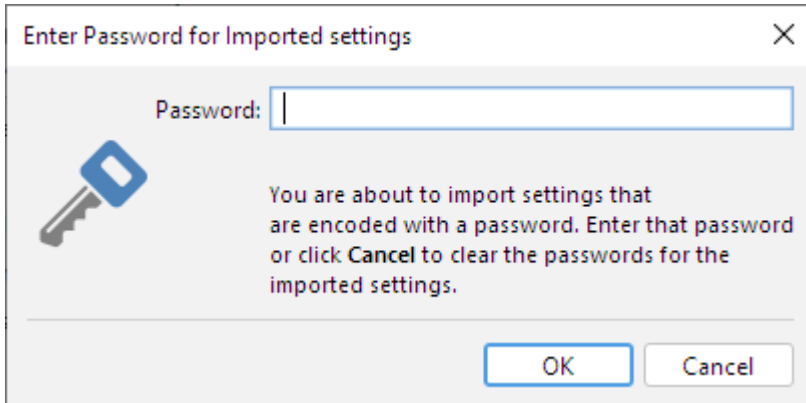 Enter Password for Imported settings
Password:
You are about to import settings that
are encoded with a password. Enter that password
or click Cancel to clear the passwords for the
imported settings.
OK Cancel